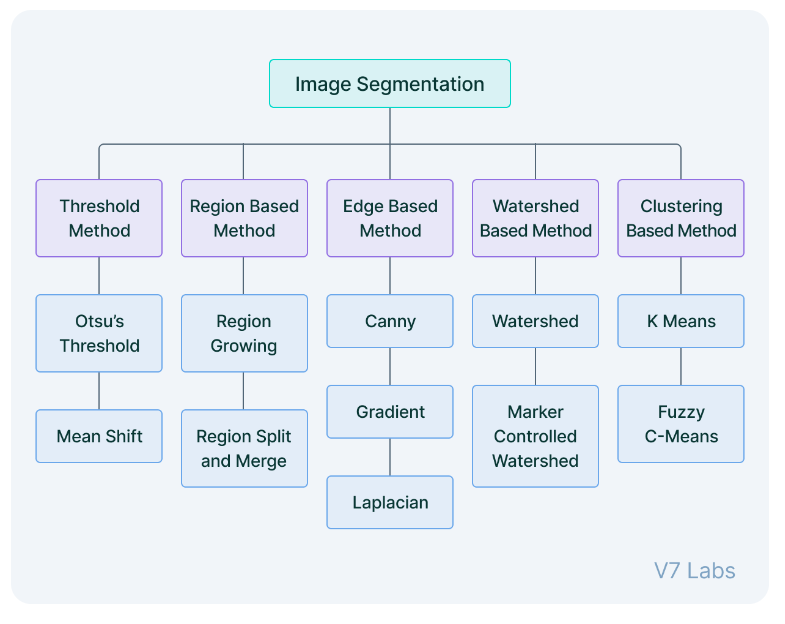 Image Segmentation
Threshold
Method
Region Based
Method
Edge Based
Method
Watershed
Based Method
Clustering
Based Method
Otsu’s
Threshold
Region
Growing
Canny
Watershed
K Means
Mean Shift
Region Split
and Merge
Gradient
Marker
Controlled
Watershed
Fuzzy
C-Means
Laplacian
V7 Labs